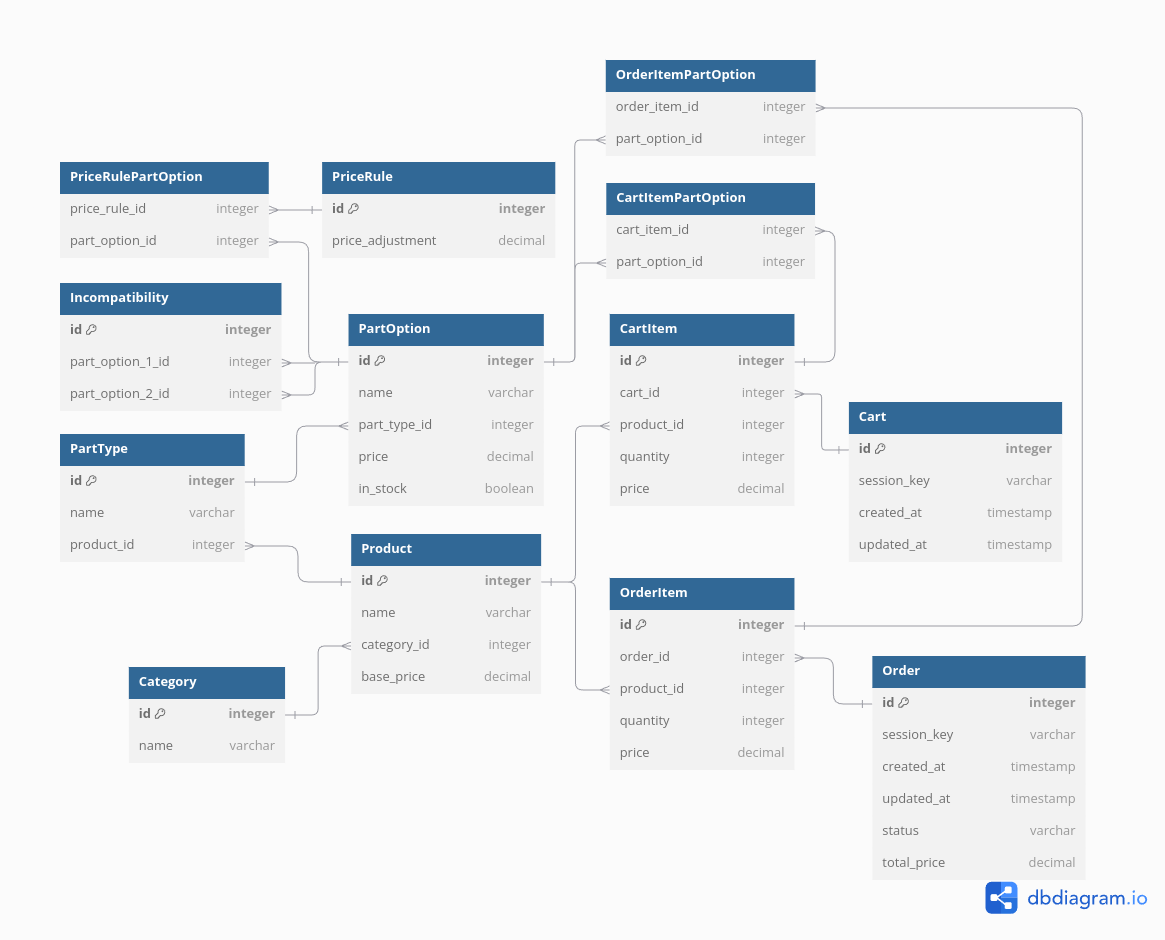 OrderItemPartOption
order_item_id integer
part_option_id integer
PriceRulePartOption
price_rule_id integer
part_option_id integer
PriceRule
id integer
price_adjustment decimal
CartItemPartOption
cart_item_id integer
part_option_id integer
Incompatibility
id integer
part_option_1_id integer
part_option_2_id integer
PartOption
id integer
name varchar
part_type_id integer
price decimal
in_stock boolean
CartItem
id integer
cart_id integer
product_id integer
quantity integer
price decimal
Cart
id integer
session_key varchar
created_at timestamp
updated_at timestamp
PartType
id integer
name varchar
product_id integer
Product
id integer
name varchar
category_id integer
base_price decimal
OrderItem
id integer
order_id integer
product_id integer
quantity integer
price decimal
Category
id integer
name varchar
Order
id integer
session_key varchar
created_at timestamp
updated_at timestamp
status varchar
total_price decimal
dbdiagram.io